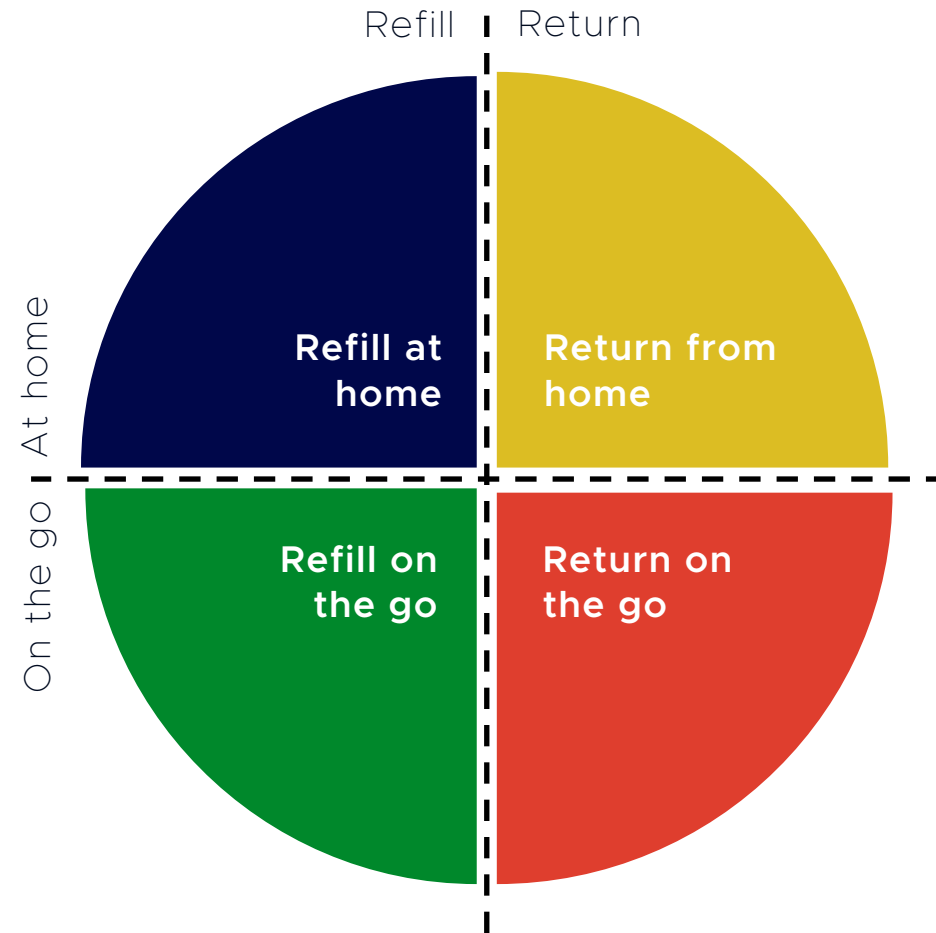 Refill
Return
At home
Refill at
home
Return from
home
On the go
Refill on
the go
Return on
the go